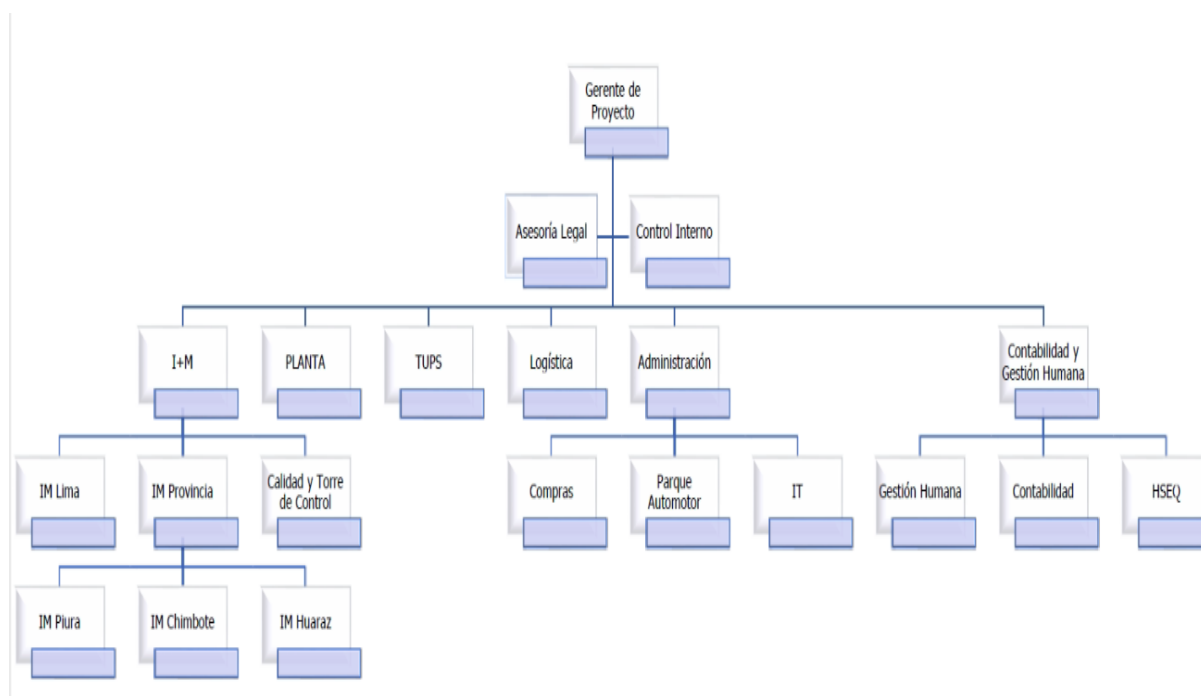 Gerente de
Proyecto
Asesoría Legal
Control Interno
I+M
PLANTA
TUPS
Logística
Administración
Contabilidad y
Gestión Humana
IM Lima
IM Provincia
Calidad y Torre
de Control
Compras
Parque
Automotor
IT
Gestión Humana
Contabilidad
HSEQ
IM Piura
IM Chimbote
IM Huaraz